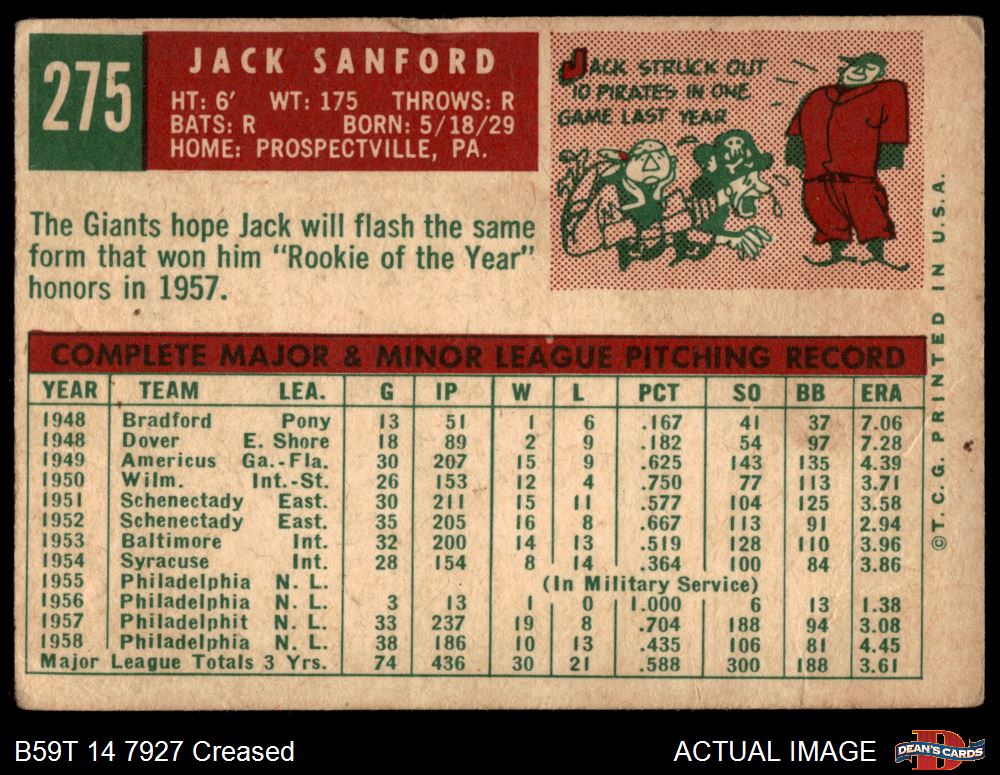 275
JACK SANFORD
HT: 6' WT: 175 THROWS: R
BATS: R BORN: 5/18/29
HOME: PROSPECTVILLE, PA.
JACK STRUCK OUT
10 PIRATES IN ONE
GAME LAST YEAR
The Giants hope Jack will flash the same
form that won him "Rookie of the Year"
honors in 1957.
COMPLETE MAJOR & MINOR LEAGUE PITCHING RECORD
YEAR TEAM LEA. G IP W L PCT SO BB ERA
1948 Bradford Pony 13 51 1 6 .167 41 37 7.06
1948 Dover E. Shore 18 89 2 9 .182 54 97 7.28
1949 Americus Ga.-Fla. 30 207 15 9 .625 143 135 4.39
1950 Wilm. Int.-St. 26 153 12 4 .750 77 113 3.71
1951 Schenectady East. 30 211 15 11 .577 104 125 3.58
1952 Schenectady East. 35 205 16 8 .667 113 91 2.94
1953 Baltimore Int. 32 200 14 13 .519 128 110 3.96
1954 Syracuse Int. 28 154 8 14 .364 100 84 3.86
1955 Philadelphia N. L. (In Military Service)
1956 Philadelphia N. L. 3 13 1 0 1.000 6 13 1.38
1957 Philadelphit N. L. 33 237 19 8 .704 188 94 3.08
1958 Philadelphia N. L. 38 186 10 13 .435 106 81 4.45
Major League Totals 3 Yrs. 74 436 30 21 .588 300 188 3.61
©T. C. G. PRINTED IN U.S.A.
B59T 14 7927 Creased
ACTUAL IMAGE
D
DEAN'S CARDS